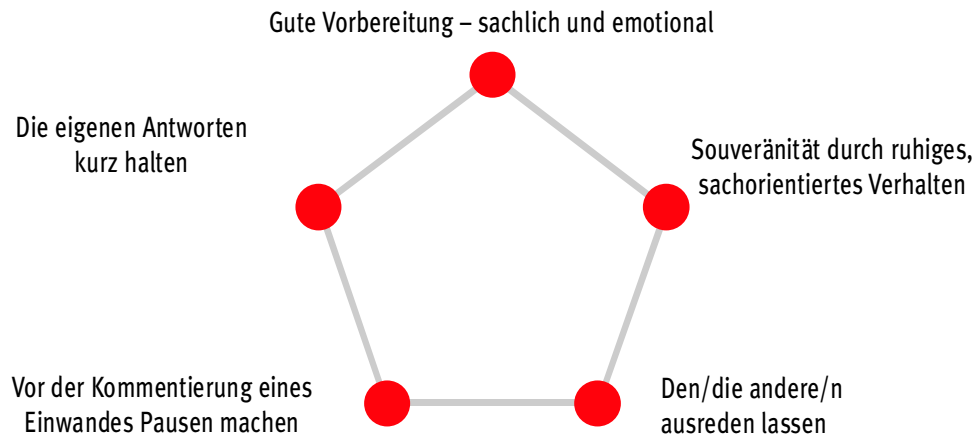 Gute Vorbereitung – sachlich und emotional
Die eigenen Antworten
kurz halten
Souveränität durch ruhiges,
sachorientiertes Verhalten
Vor der Kommentierung eines
Einwandes Pausen machen
Den/die andere/n
ausreden lassen